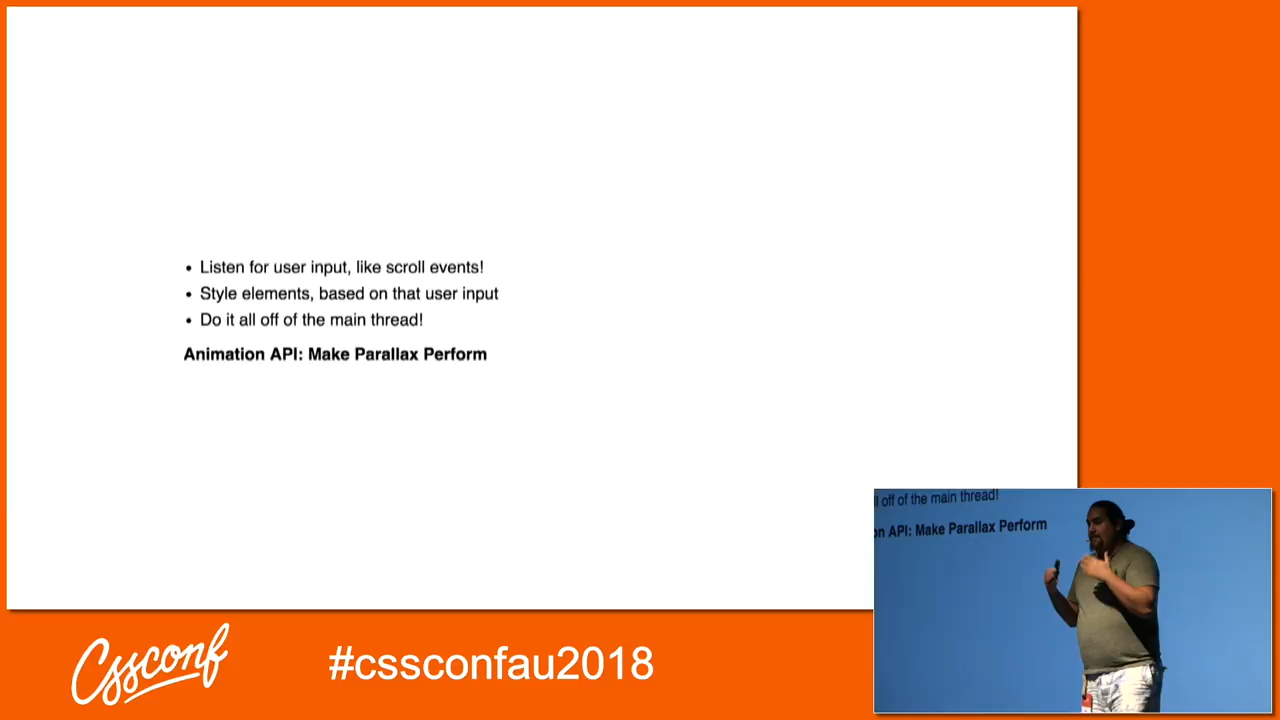 • Listen for user input, like scroll events!
• Style elements, based on that user input
• Do it all off of the main thread!
Animation API: Make Parallax Perform
ll off of the main thread!
on API: Make Parallax Perform
Cssconf
#cssconfau2018